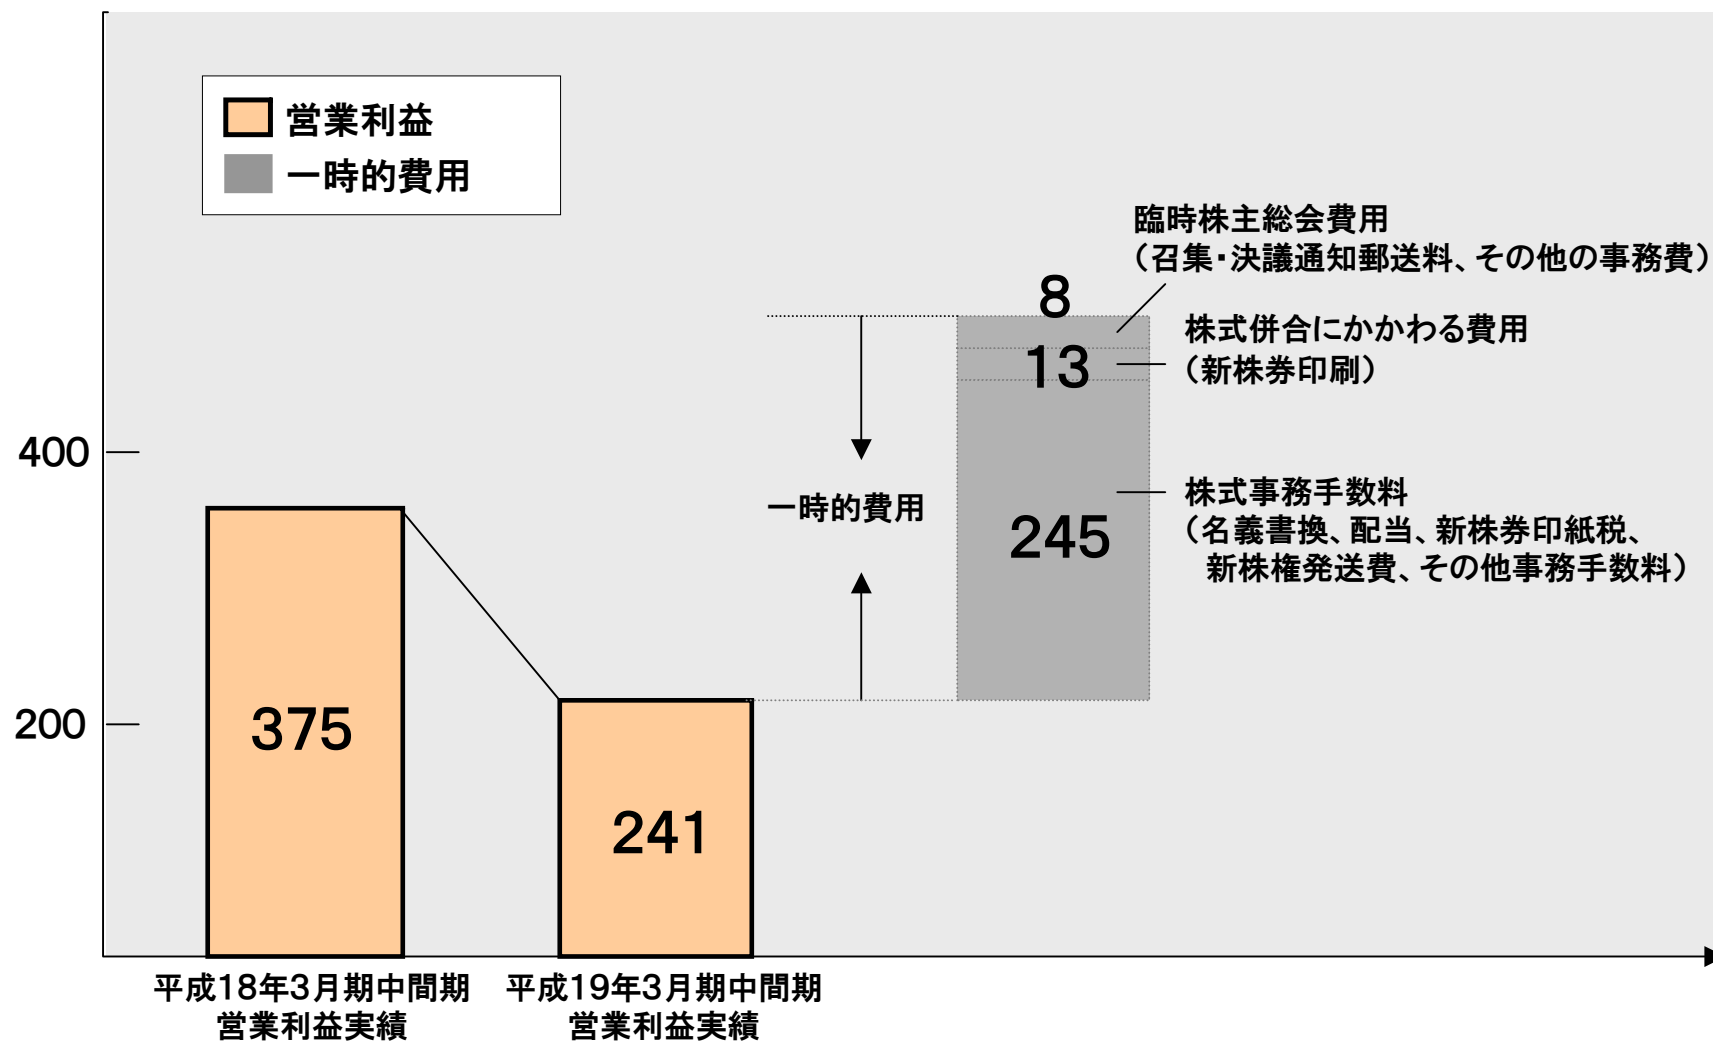 営業利益
一時的費用
臨時株主総会費用
（召集・決議通知郵送料、その他の事務費）
8
株式併合にかかわる費用
13
（新株券印刷）
400
一時的費用
株式事務手数料
245
（名義書換、配当、新株券印紙税、
新株権発送費、その他事務手数料）
200
375
241
平成18年3月期中間期
営業利益実績
平成19年3月期中間期
営業利益実績